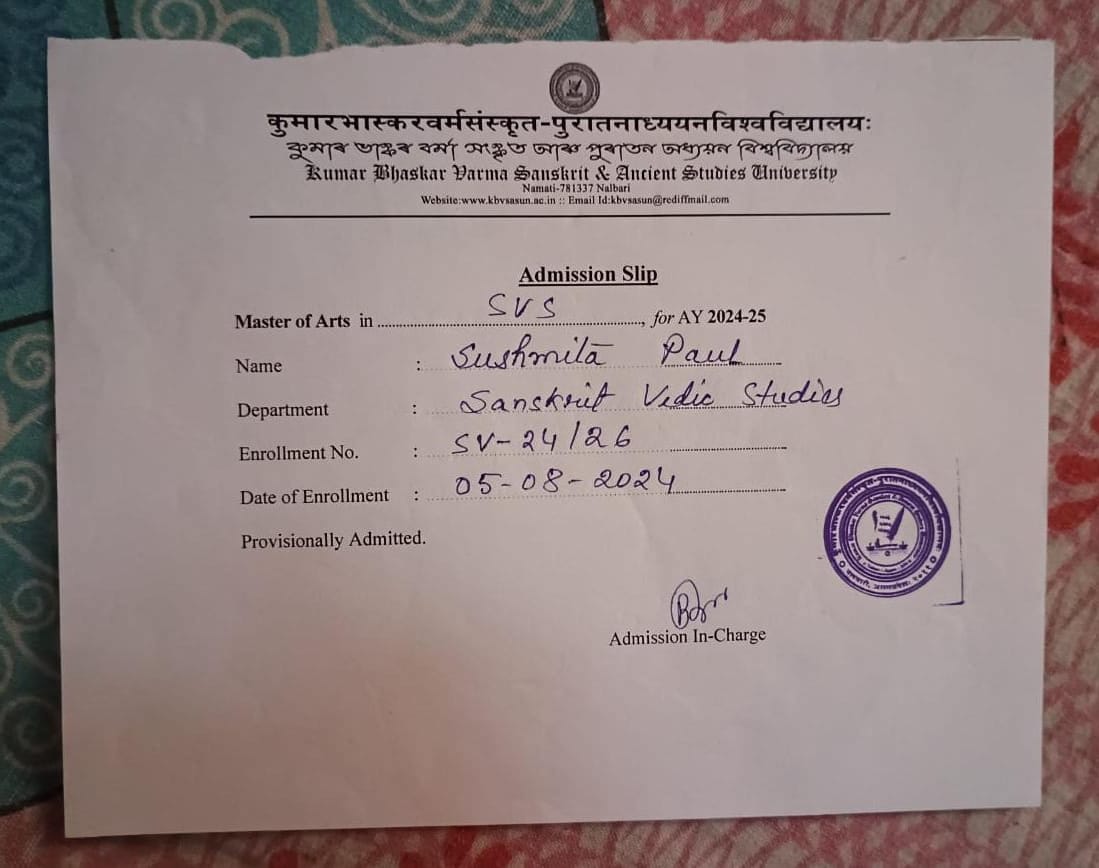 कुमारभास्करवर्मसंस्कृत-पुरातनाध्ययनविश्वविद्यालयः
কুমাৰ ভাস্কৰ বৰ্মা সংস্কৃত আৰু পুৰাতন অধ্যয়ন বিশ্ববিদ্যালয়
Kumar Bhaskar Varma Sanskrit & Ancient Studies University
Namati-781337 Nalbari
Website:www.kbvsasun.ac.in :: Email Id:kbvsasun@rediffmail.com
Admission Slip
Master of Arts in SVS, for AY 2024-25
Name : Sushmita Paul
Department : Sanskrit Vedic Studies
Enrollment No. : SV-24/26
Date of Enrollment : 05-08-2024
Provisionally Admitted.
Admission In-Charge